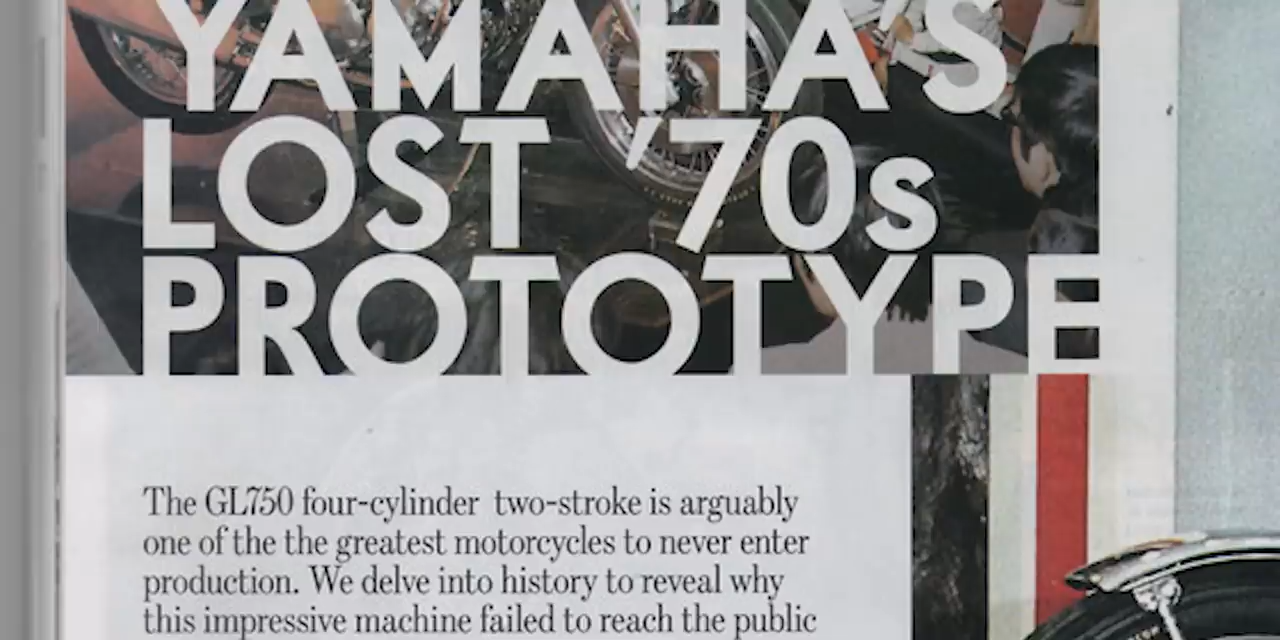 YAMAHA'S
LOST '70s
PROTOTYPE
The GL750 four-cylinder two-stroke is arguably
one of the the greatest motorcycles to never enter
production. We delve into history to reveal why
this impressive machine failed to reach the public